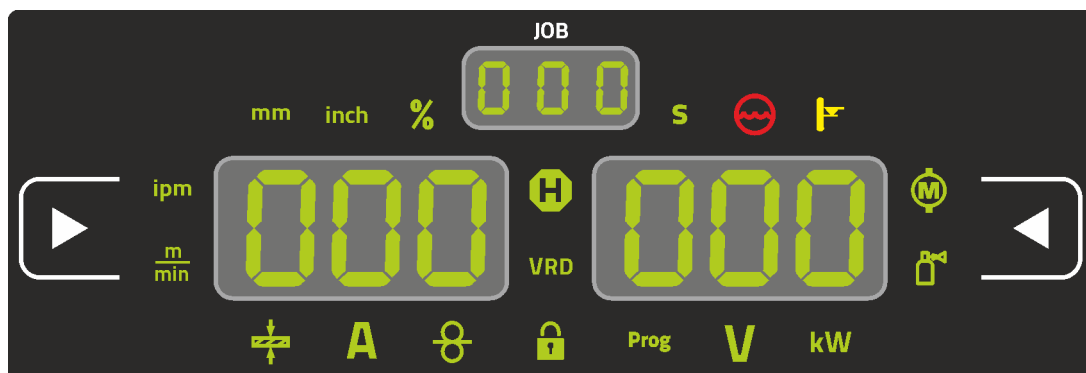 JOB
000
mm inch % s
ipm 000 H 000 M
m
min VRD
A Prog V kW